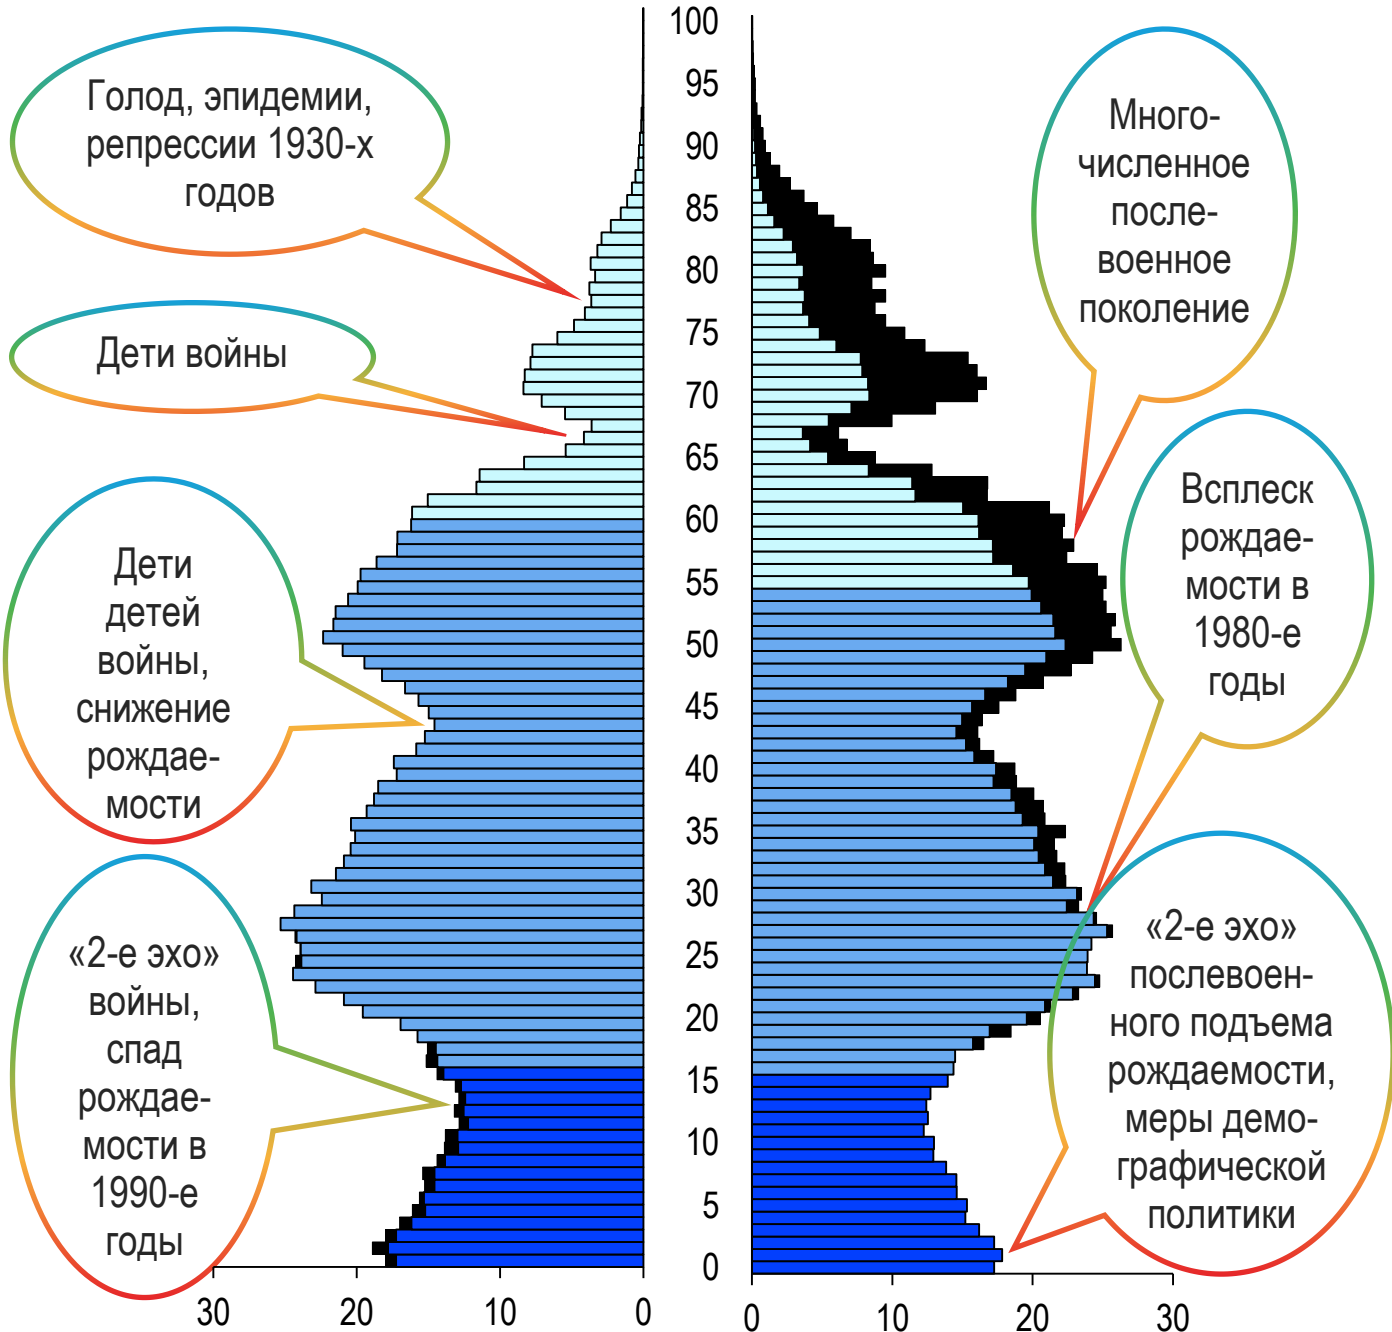 Голод, эпидемии,
репрессии 1930-х
годов
Дети войны
Дети
детей
войны,
снижение
рождае-
мости
«2-е эхо»
войны,
спад
рождае-
мости в
1990-е
годы
100
95
90
85
80
75
70
65
60
55
50
45
40
35
30
25
20
15
10
5
0
Много-
численное
после-
военное
поколение
Всплеск
рождае-
мости в
1980-е
годы
«2-е эхо»
послевоен-
ного подъема
рождаемости,
меры демо-
графической
политики
30 20 10 0
0 10 20 30